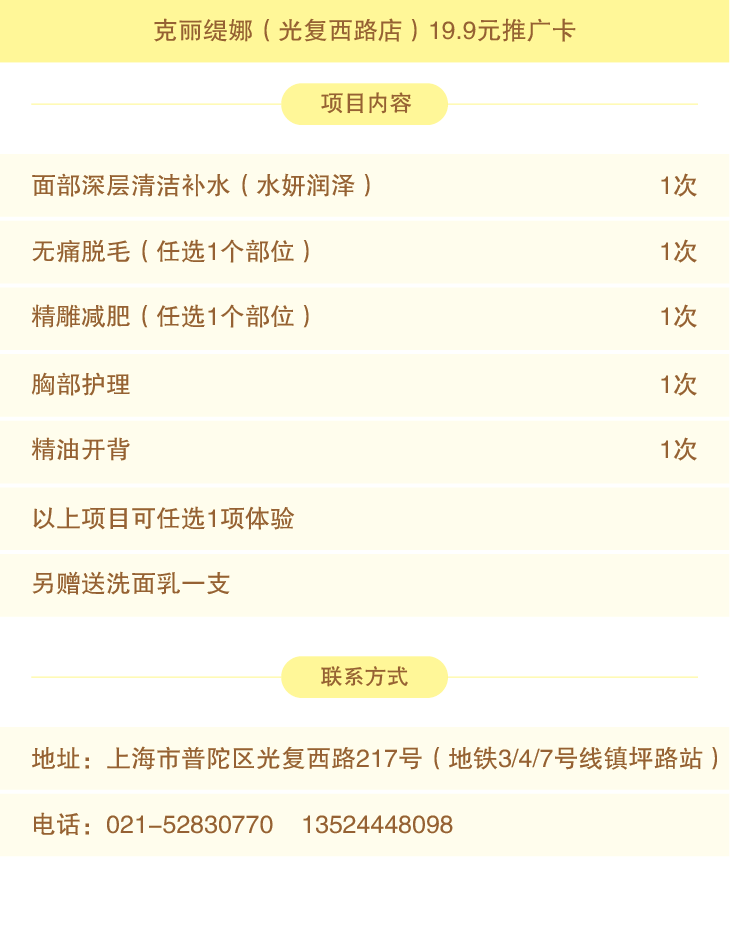 克丽缇娜（光复西路店）19.9元推广卡
项目内容
面部深层清洁补水（水妍润泽） 1次
无痛脱毛（任选1个部位） 1次
精雕减肥（任选1个部位） 1次
胸部护理 1次
精油开背 1次
以上项目可任选1项体验
另赠送洗面乳一支
联系方式
地址：上海市普陀区光复西路217号（地铁3/4/7号线镇坪路站）
电话：021-52830770 13524448098